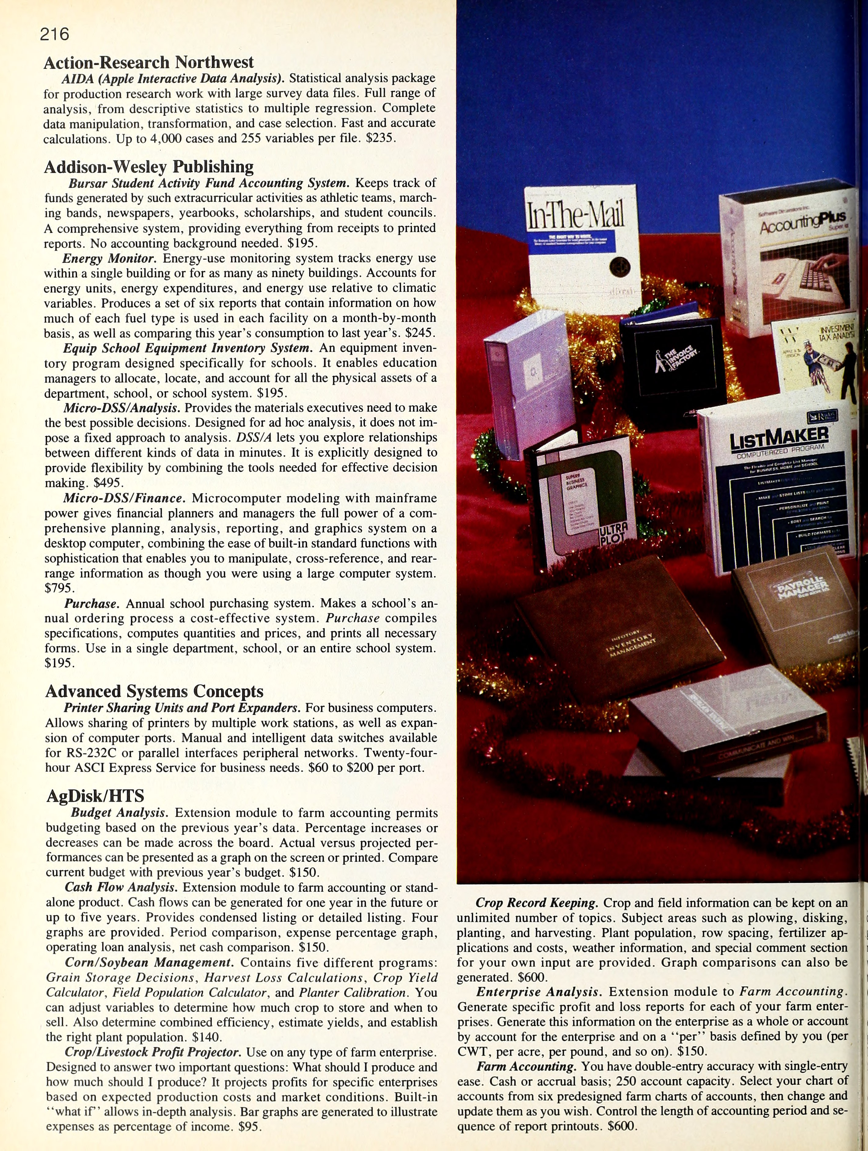 216
Action-Research Northwest
AIDA (Apple Interactive Data Analysis). Statistical analysis package
for production research work with large survey data files. Full range of
analysis, from descriptive statistics to multiple regression. Complete
data manipulation, transformation, and case selection. Fast and accurate
calculations. Up to 4,000 cases and 255 variables per file. $235.
Addison-Wesley Publishing
Bursar Student Activity Fund Accounting System. Keeps track of
funds generated by such extracurricular activities as athletic teams, march-
ing bands, newspapers, yearbooks, scholarships, and student councils.
A comprehensive system, providing everything from receipts to printed
reports. No accounting background needed. $195.
Energy Monitor. Energy-use monitoring system tracks energy use
within a single building or for as many as ninety buildings. Accounts for
energy units, energy expenditures, and energy use relative to climatic
variables. Produces a set of six reports that contain information on how
much of each fuel type is used in each facility on a month-by-month
basis, as well as comparing this year's consumption to last year's. $245.
Equip School Equipment Inventory System. An equipment inven-
tory program designed specifically for schools. It enables education
managers to allocate, locate, and account for all the physical assets of a
department, school, or school system. $195.
Micro-DSS/Analysis. Provides the materials executives need to make
the best possible decisions. Designed for ad hoc analysis, it does not im-
pose a fixed approach to analysis. DSS/A lets you explore relationships
between different kinds of data in minutes. It is explicitly designed to
provide flexibility by combining the tools needed for effective decision
making. $495.
Micro-DSS/Finance. Microcomputer modeling with mainframe
power gives financial planners and managers the full power of a com-
prehensive planning, analysis, reporting, and graphics system on a
desktop computer, combining the ease of built-in standard functions with
sophistication that enables you to manipulate, cross-reference, and rear-
range information as though you were using a large computer system.
$795.
Purchase. Annual school purchasing system. Makes a school's an-
nual ordering process a cost-effective system. Purchase compiles
specifications, computes quantities and prices, and prints all necessary
forms. Use in a single department, school, or an entire school system.
$195.
Advanced Systems Concepts
Printer Sharing Units and Port Expanders. For business computers.
Allows sharing of printers by multiple work stations, as well as expan-
sion of computer ports. Manual and intelligent data switches available
for RS-232C or parallel interfaces peripheral networks. Twenty-four-
hour ASCI Express Service for business needs. $60 to $200 per port.
AgDisk/HTS
Budget Analysis. Extension module to farm accounting permits
budgeting based on the previous year's data. Percentage increases or
decreases can be made across the board. Actual versus projected per-
formances can be presented as a graph on the screen or printed. Compare
current budget with previous year's budget. $150.
Cash Flow Analysis. Extension module to farm accounting or stand-
alone product. Cash flows can be generated for one year in the future or
up to five years. Provides condensed listing or detailed listing. Four
graphs are provided. Period comparison, expense percentage graph,
operating loan analysis, net cash comparison. $150.
Corn/Soybean Management. Contains five different programs:
Grain Storage Decisions, Harvest Loss Calculations, Crop Yield
Calculator, Field Population Calculator, and Planter Calibration. You
can adjust variables to determine how much crop to store and when to
sell. Also determine combined efficiency, estimate yields, and establish
the right plant population. $140.
Crop/Livestock Profit Projector. Use on any type of farm enterprise.
Designed to answer two important questions: What should I produce and
how much should I produce? It projects profits for specific enterprises
based on expected production costs and market conditions. Built-in
"what if" allows in-depth analysis. Bar graphs are generated to illustrate
expenses as percentage of income. $95.
In-The-Mail
AccountingPlus
THE INVOICE
FACTORY
INVESTMENT
TAX ANALYST
LISTMAKER
COMPUTERIZED PROGRAM
SUPER
BUSINESS
GRAPHICS
ULTRA
PLOT
PAYROLL
MANAGER
INVENTORY
MANAGEMENT
COMMUNICATE AND WIN
Crop Record Keeping. Crop and field information can be kept on an
unlimited number of topics. Subject areas such as plowing, disking,
planting, and harvesting. Plant population, row spacing, fertilizer ap-
plications and costs, weather information, and special comment section
for your own input are provided. Graph comparisons can also be
generated. $600.
Enterprise Analysis. Extension module to Farm Accounting.
Generate specific profit and loss reports for each of your farm enter-
prises. Generate this information on the enterprise as a whole or account
by account for the enterprise and on a "per" basis defined by you (per
CWT, per acre, per pound, and so on). $150.
Farm Accounting. You have double-entry accuracy with single-entry
ease. Cash or accrual basis; 250 account capacity. Select your chart of
accounts from six predesigned farm charts of accounts, then change and
update them as you wish. Control the length of accounting period and se-
quence of report printouts. $600.